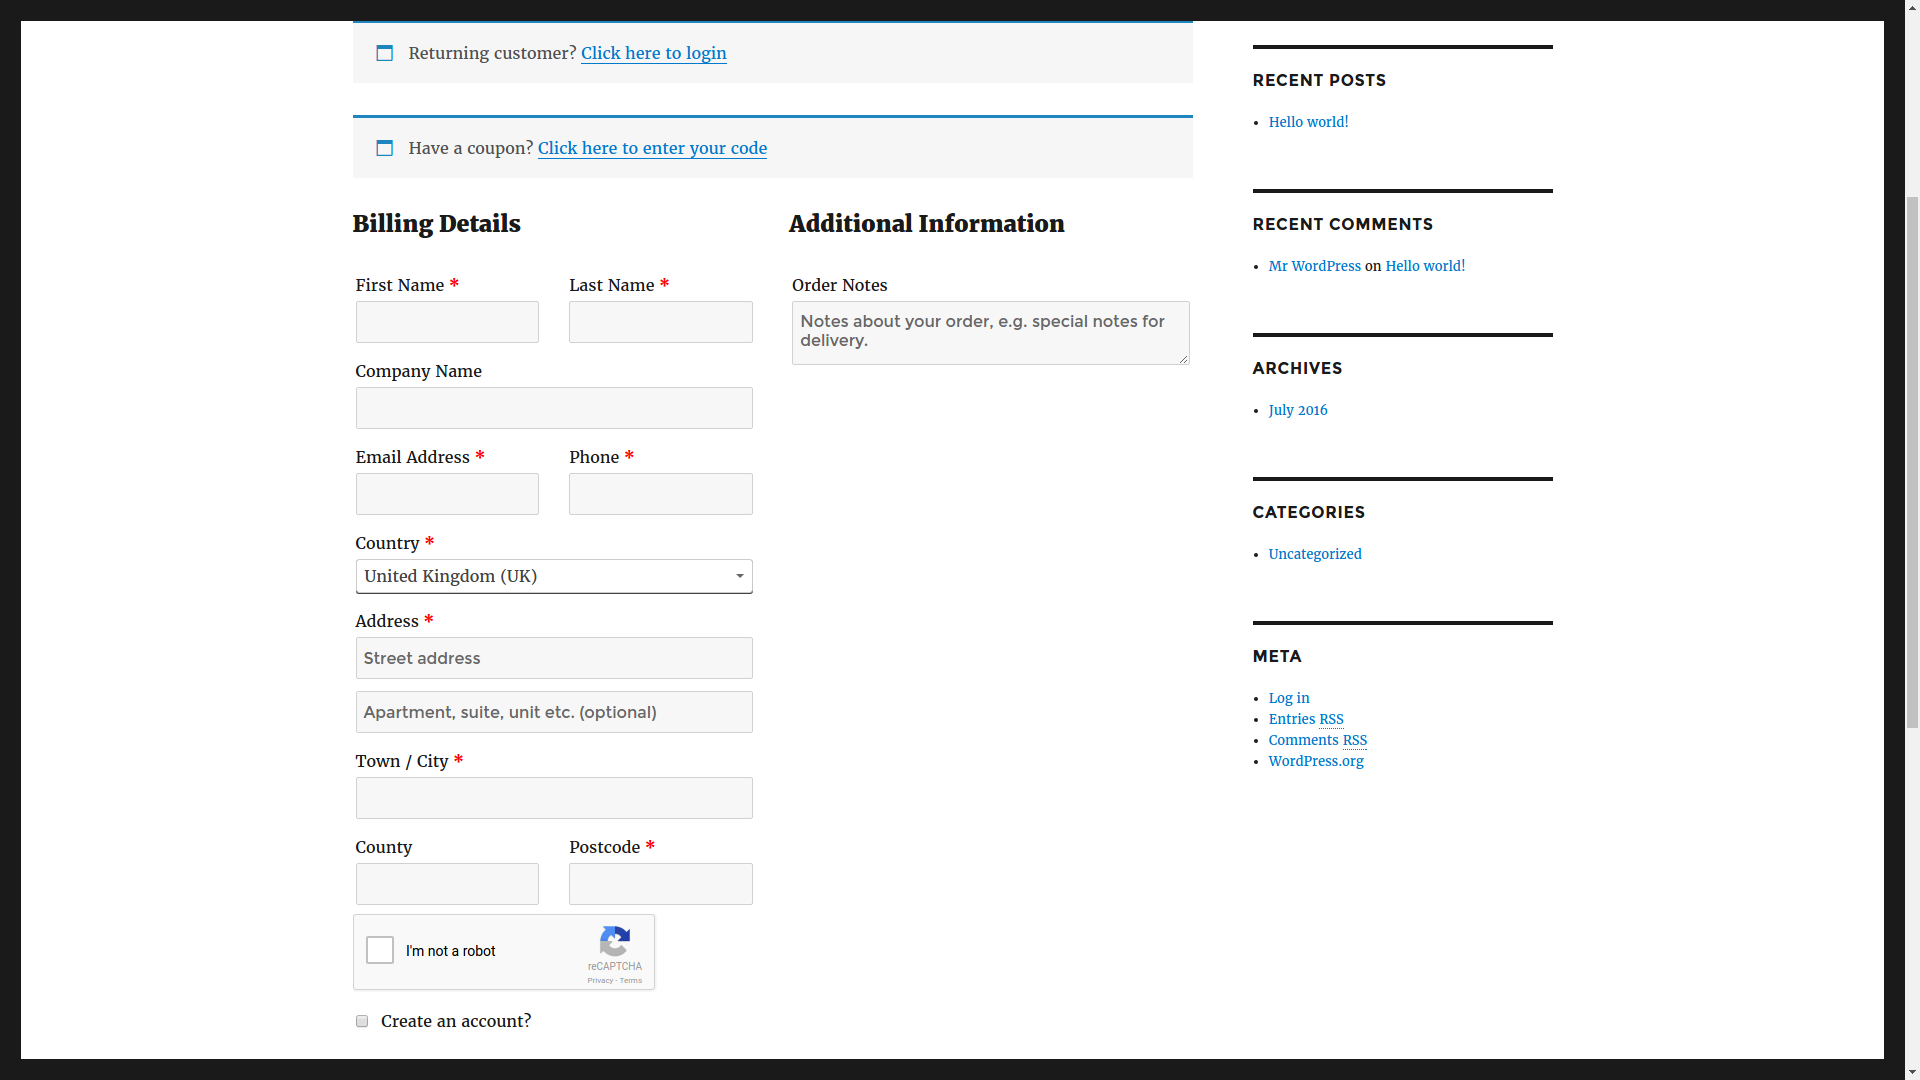 Returning customer? Click here to login
Have a coupon? Click here to enter your code
Billing Details
First Name *
Last Name *
Company Name
Email Address *
Phone *
Country *
United Kingdom (UK)
Address *
Street address
Apartment, suite, unit etc. (optional)
Town / City *
County
Postcode *
I'm not a robot
reCAPTCHA
Privacy - Terms
Create an account?
Additional Information
Order Notes
Notes about your order, e.g. special notes for
delivery.
RECENT POSTS
Hello world!
RECENT COMMENTS
Mr WordPress on Hello world!
ARCHIVES
July 2016
CATEGORIES
Uncategorized
META
Log in
Entries RSS
Comments RSS
WordPress.org